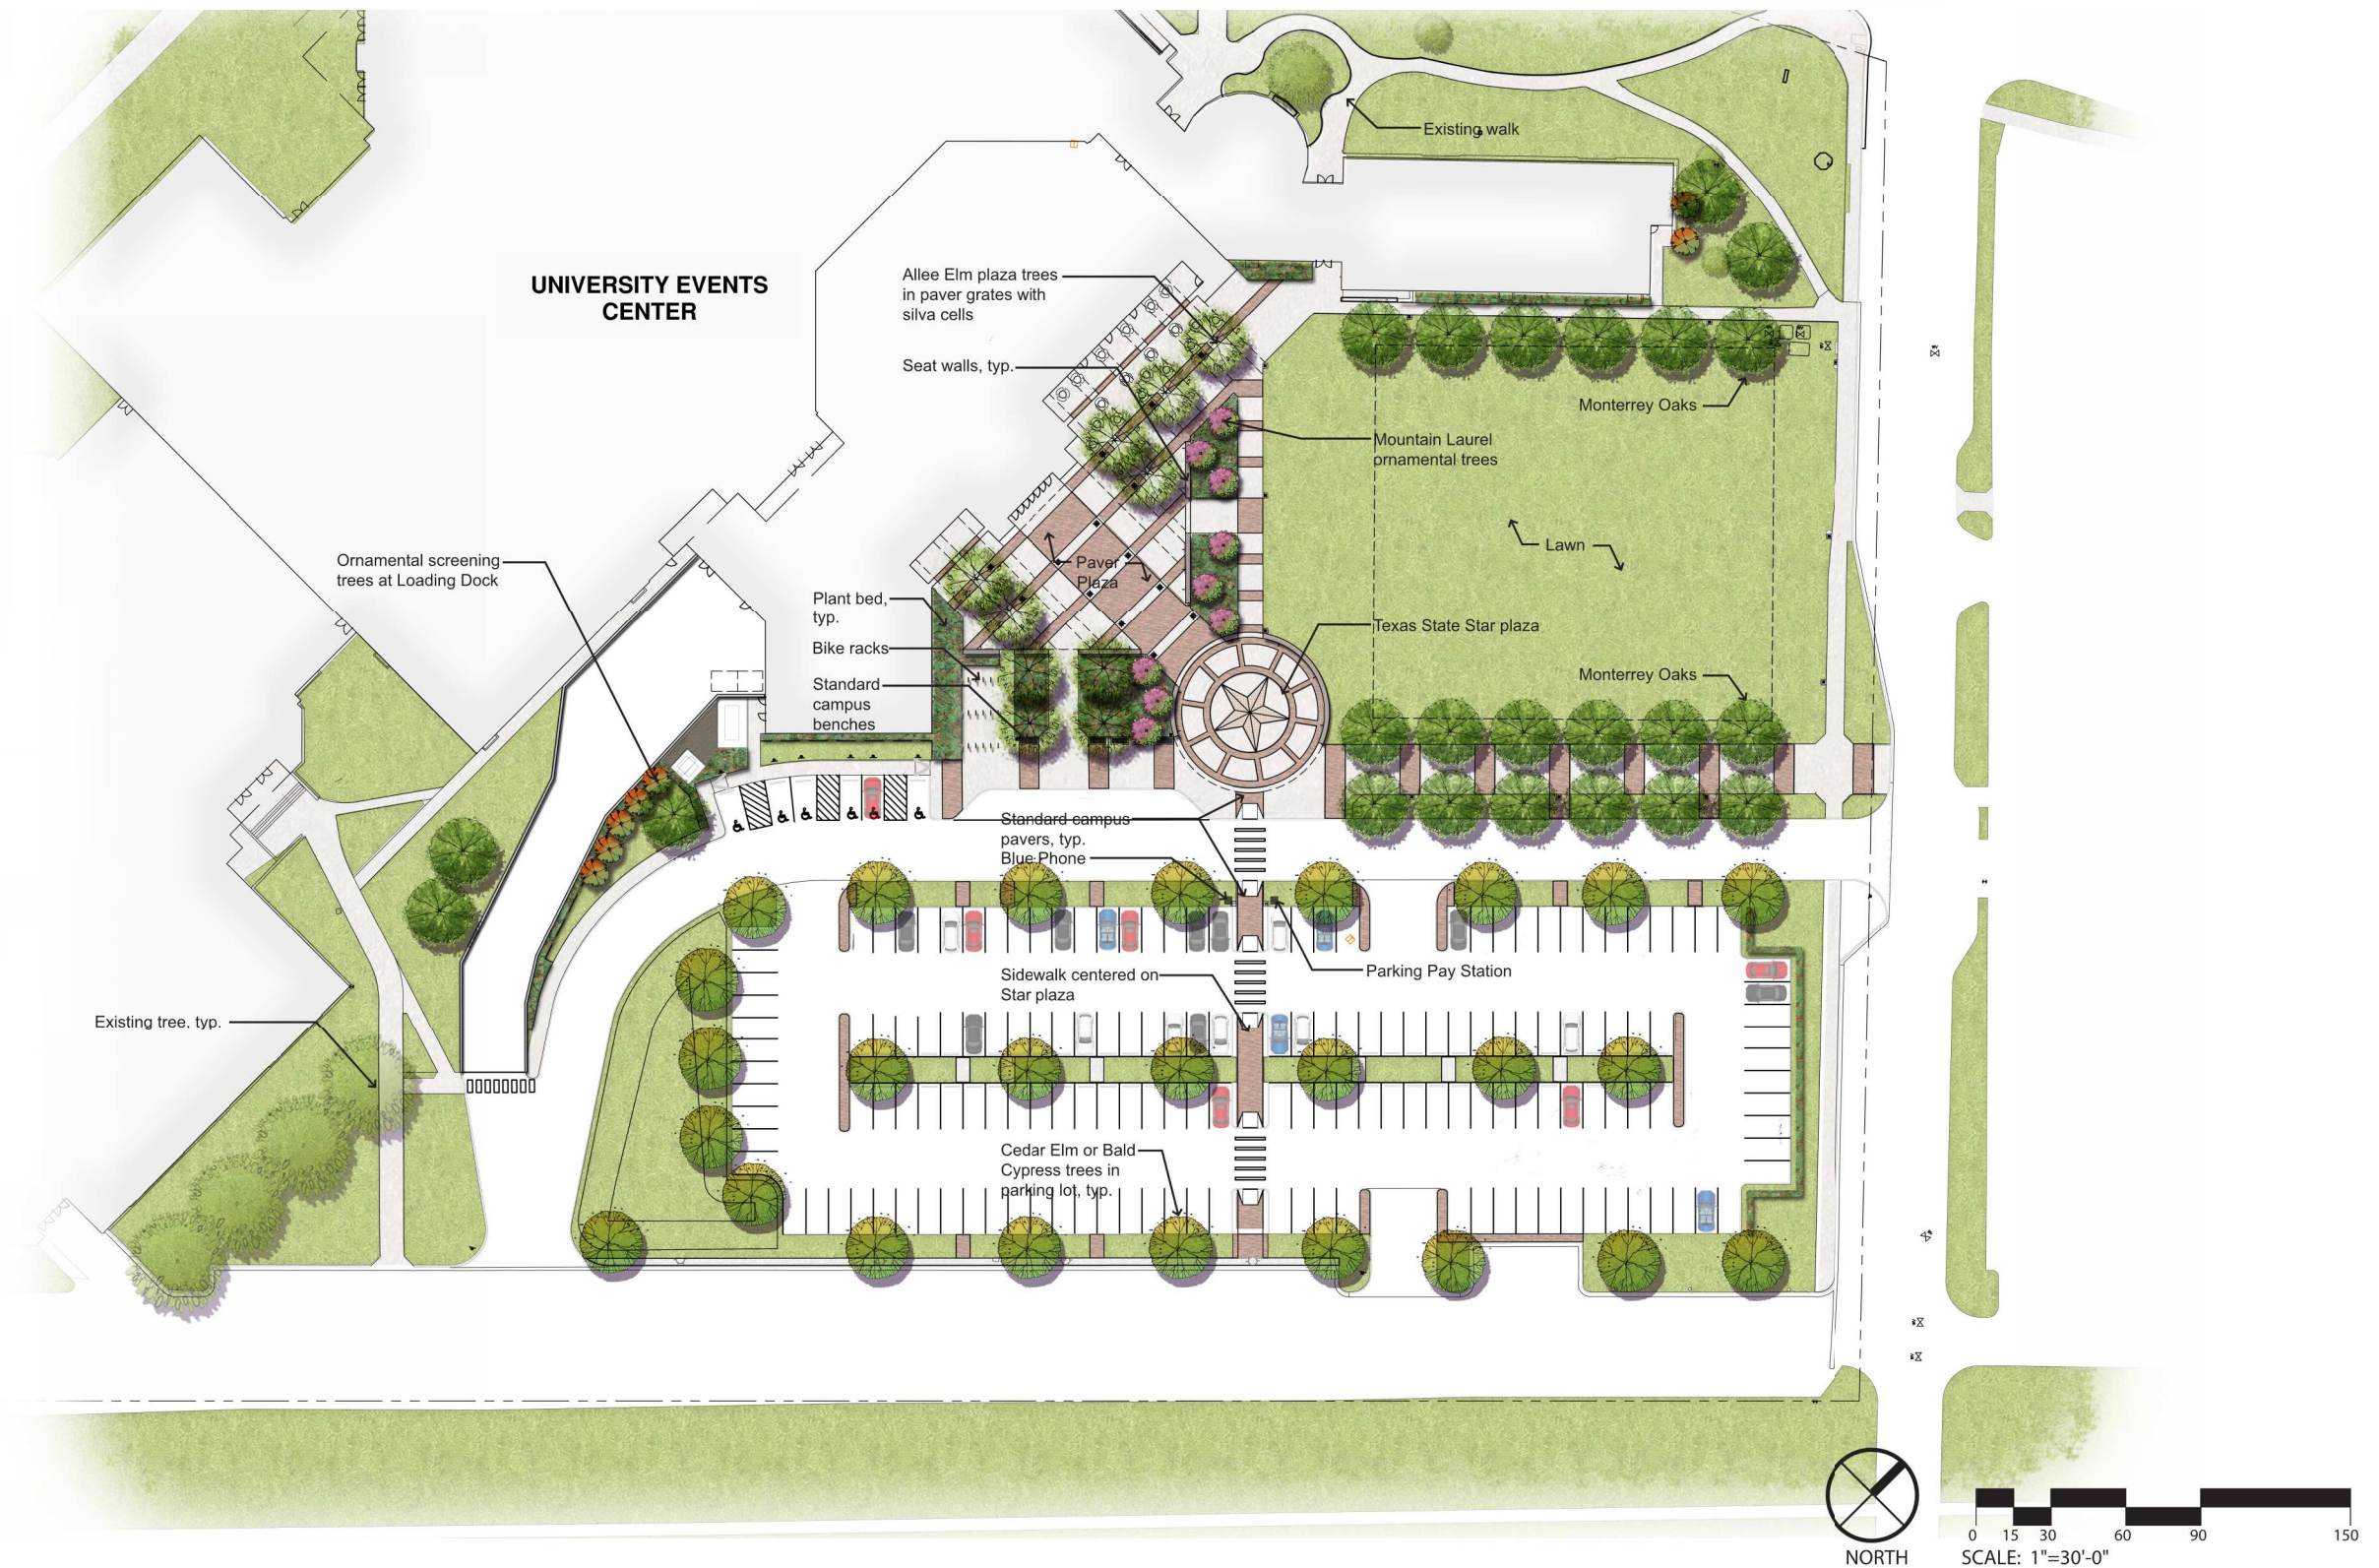 Existing walk
UNIVERSITY EVENTS
CENTER
Allee Elm plaza trees
in paver grates with
silva cells
Seat walls, typ.
Monterrey Oaks
Mountain Laurel
ornamental trees
Lawn
Ornamental screening
trees at Loading Dock
Paver
Plaza
Plant bed,
typ.
Bike racks
Texas State Star plaza
Standard
campus
benches
Monterrey Oaks
Standard campus
pavers, typ.
Blue Phone
Sidewalk centered on
Star plaza
Parking Pay Station
Existing tree. typ.
Cedar Elm or Bald
Cypress trees in
parking lot, typ.
0 15 30 60 90 150
NORTH
SCALE: 1"=30'-0"